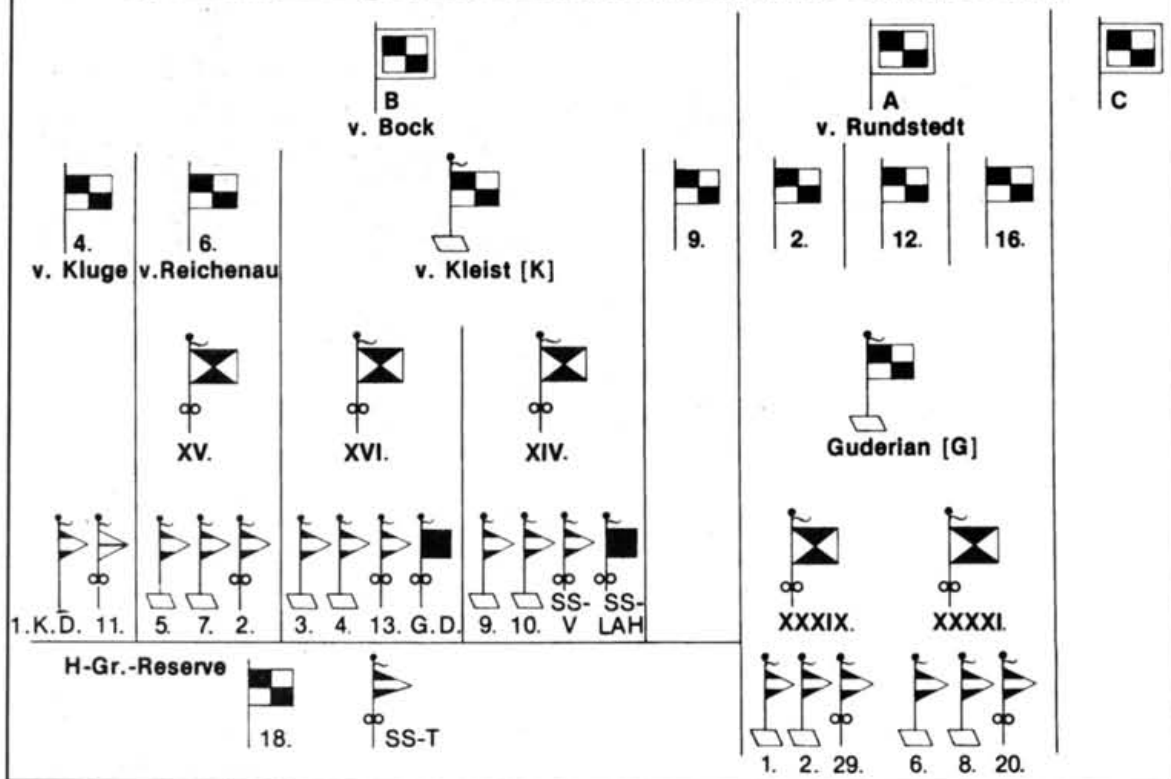 B A C
v. Bock v. Rundstedt
4. 6. 9. 2. 12. 16.
v. Kluge v.Reichenau v. Kleist [K]
Guderian [G]
XV. XVI. XIV.
SS- SS-
1.K.D. 11. 5. 7. 2. 3. 4. 13. G.D. 9. 10. V LAH
XXXIX. XXXXI.
H-Gr.-Reserve
18. SS-T
1. 2. 29. 6. 8. 20.